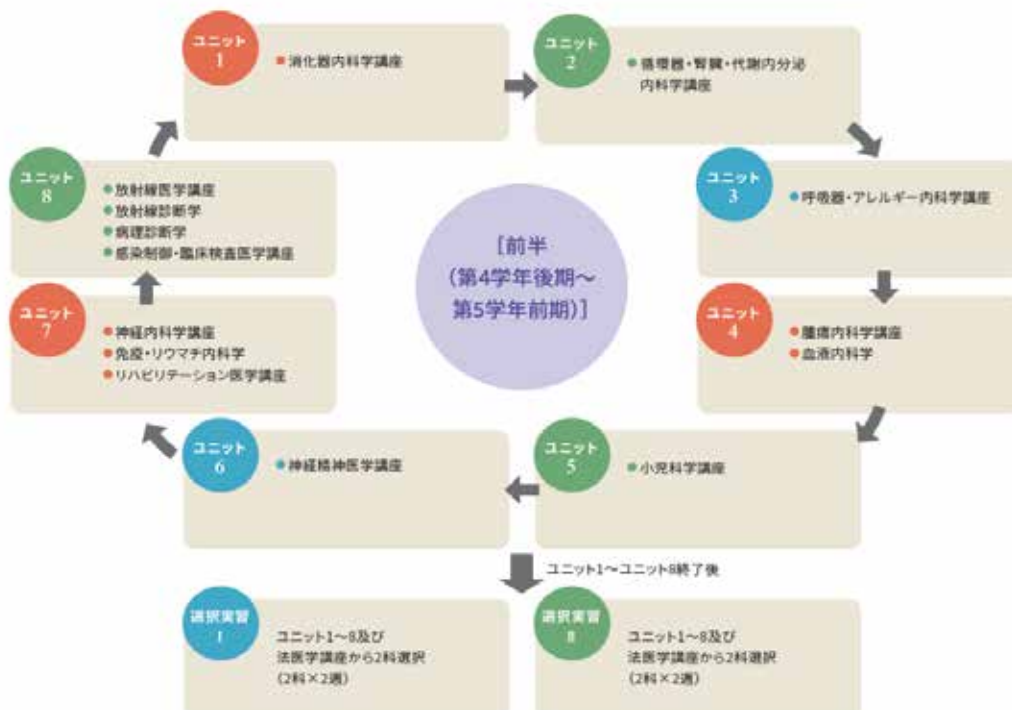 ユニット
1
●消化器内科学講座
ユニット
2
●循環器・腎臓・代謝内分泌
内科学講座
ユニット
3
●呼吸器・アレルギー内科学講座
ユニット
4
●腫瘍内科学講座
●血液内科学
ユニット
5
●小児科学講座
ユニット
6
●神経精神医学講座
ユニット
7
●神経内科学講座
●免疫・リウマチ内科学
●リハビリテーション医学講座
ユニット
8
●放射線医学講座
●放射線診断学
●病理診断学
●感染制御・臨床検査医学講座
[前半
(第4学年後期～
第5学年前期)]
ユニット1～ユニット8終了後
選択実習
I
ユニット1～8及び
法医学講座から2科選択
(2科×2週)
選択実習
II
ユニット1～8及び
法医学講座から2科選択
(2科×2週)